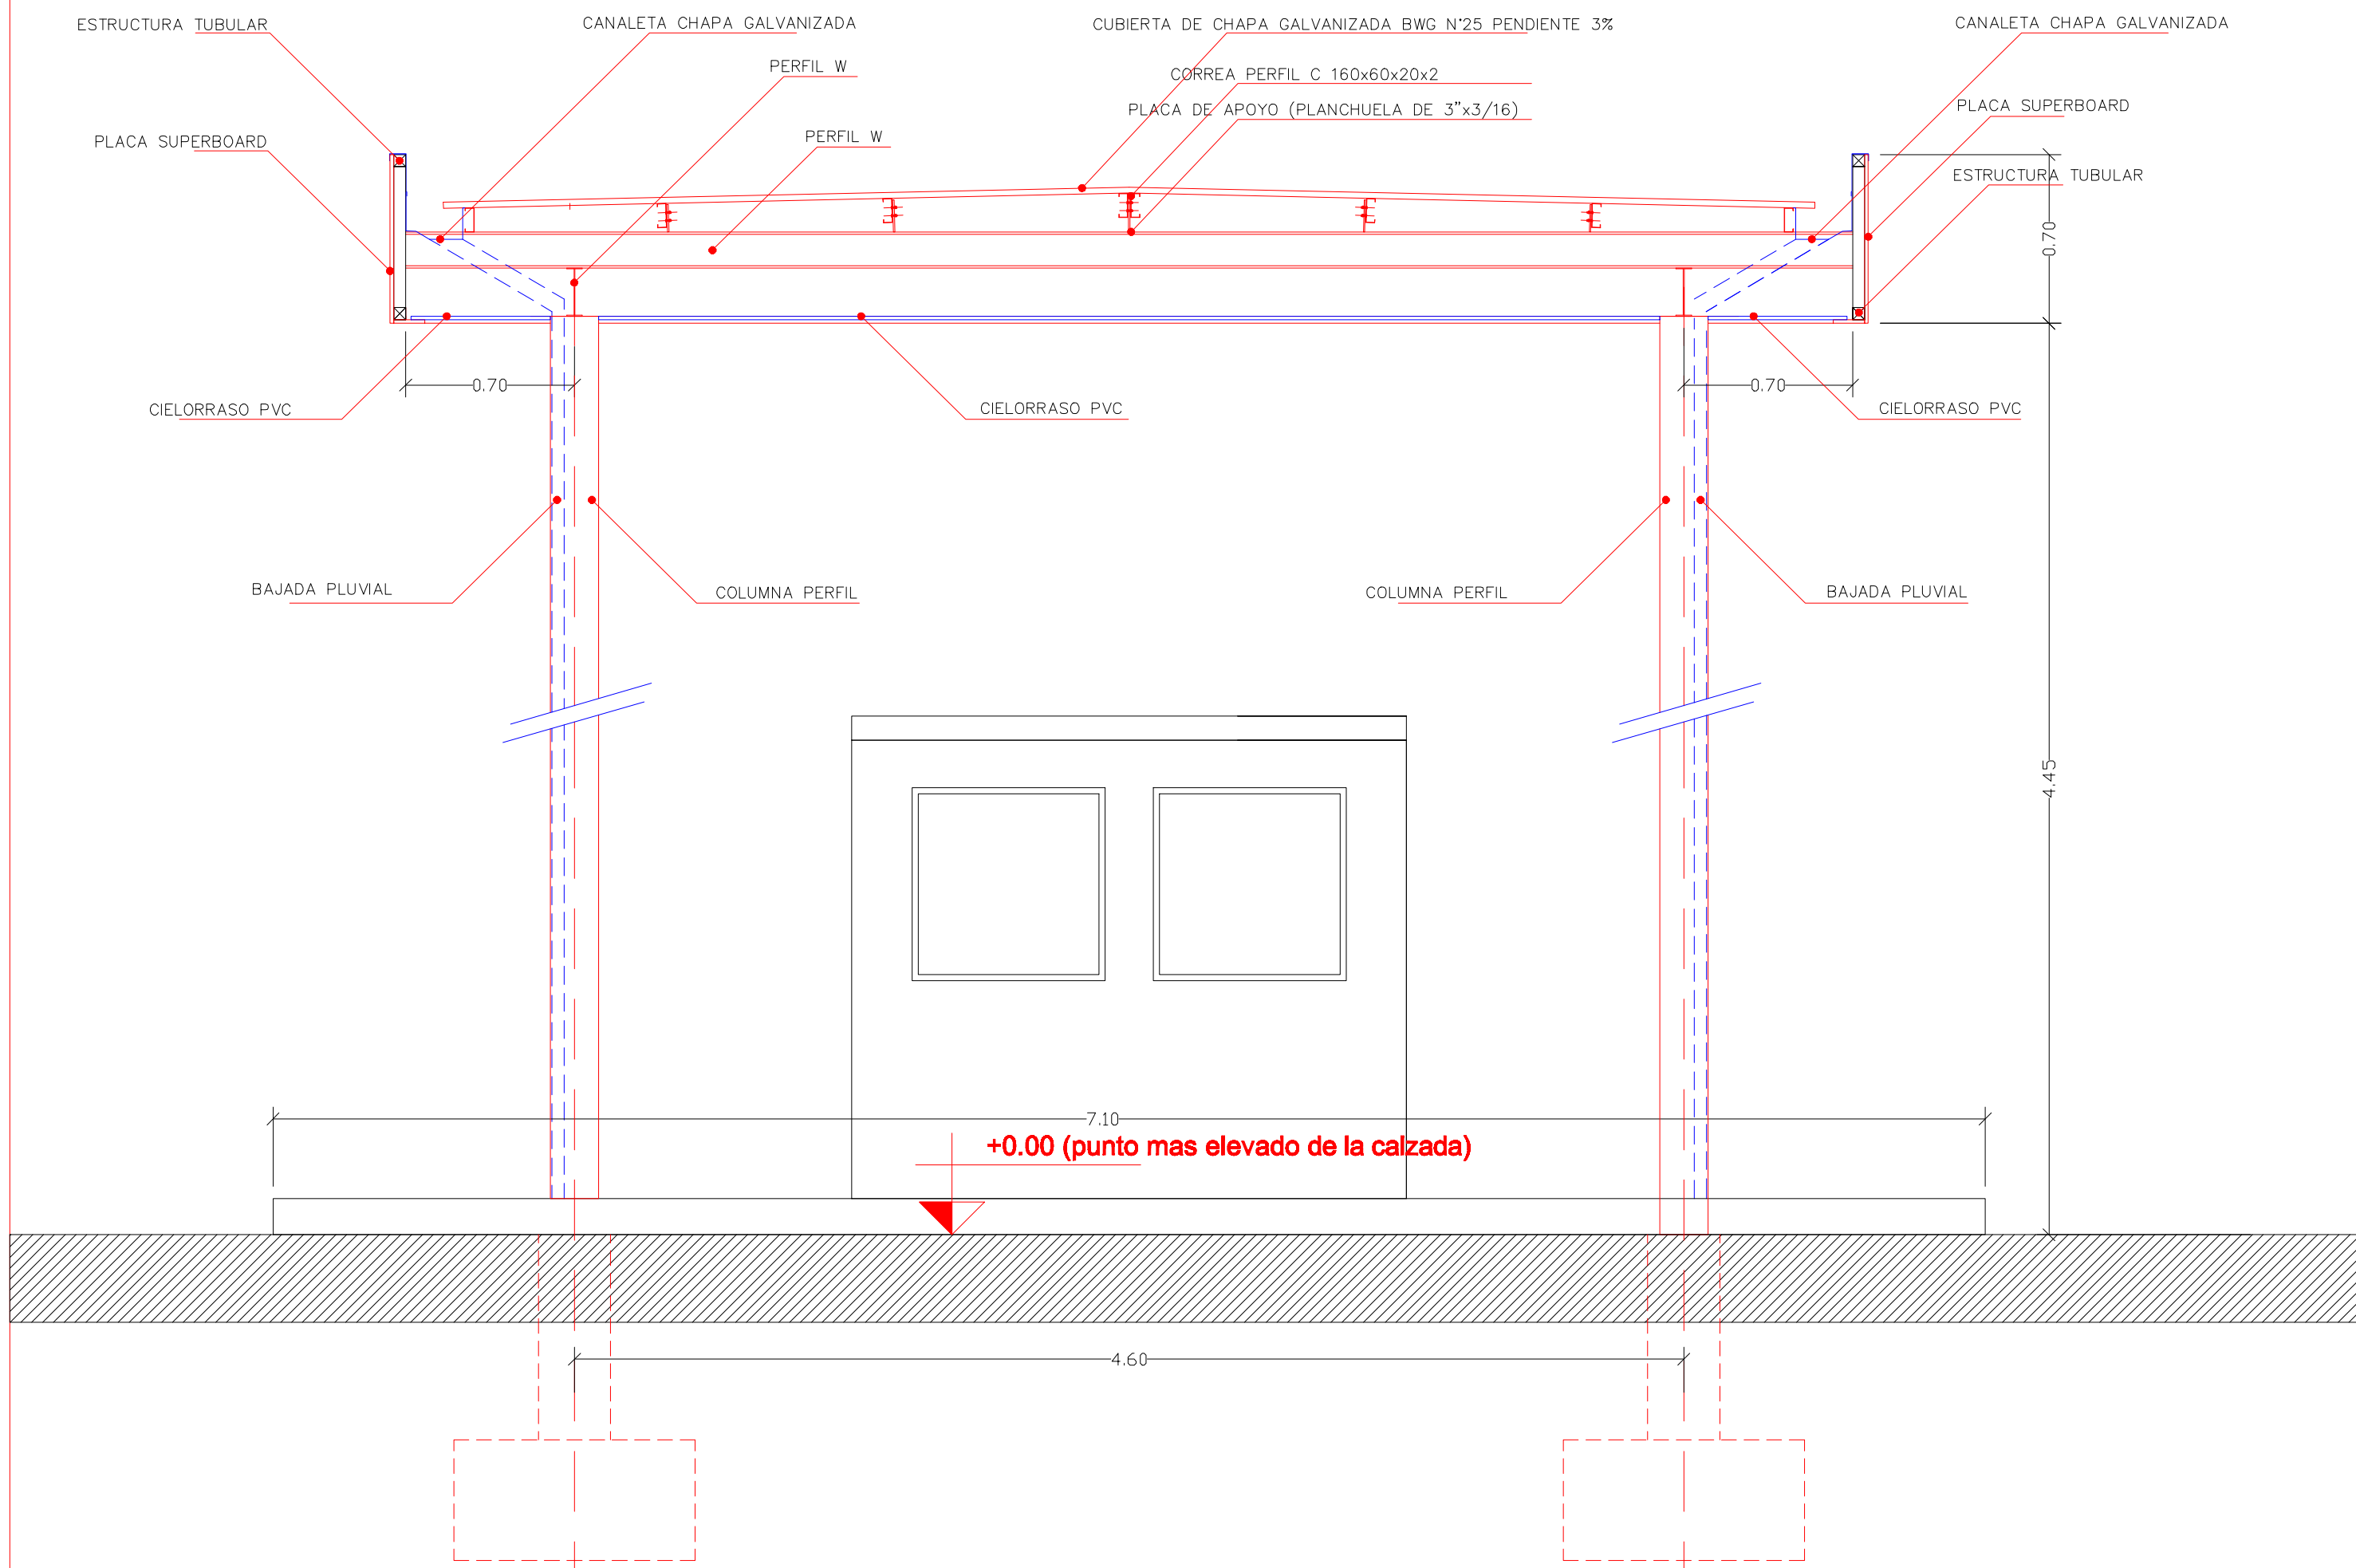 ESTRUCTURA TUBULAR
CANALETA CHAPA GALVANIZADA
CUBIERTA DE CHAPA GALVANIZADA BWG N°25 PENDIENTE 3%
CANALETA CHAPA GALVANIZADA
PERFIL W
CORREA PERFIL C 160x60x20x2
PLACA DE APOYO (PLANCHUELA DE 3"x3/16)
PLACA SUPERBOARD
PLACA SUPERBOARD
PERFIL W
ESTRUCTURA TUBULAR
0.70
0.70
0.70
CIELORRASO PVC
CIELORRASO PVC
CIELORRASO PVC
BAJADA PLUVIAL
COLUMNA PERFIL
COLUMNA PERFIL
BAJADA PLUVIAL
4.45
7.10
+0.00 (punto mas elevado de la calzada)
4.60